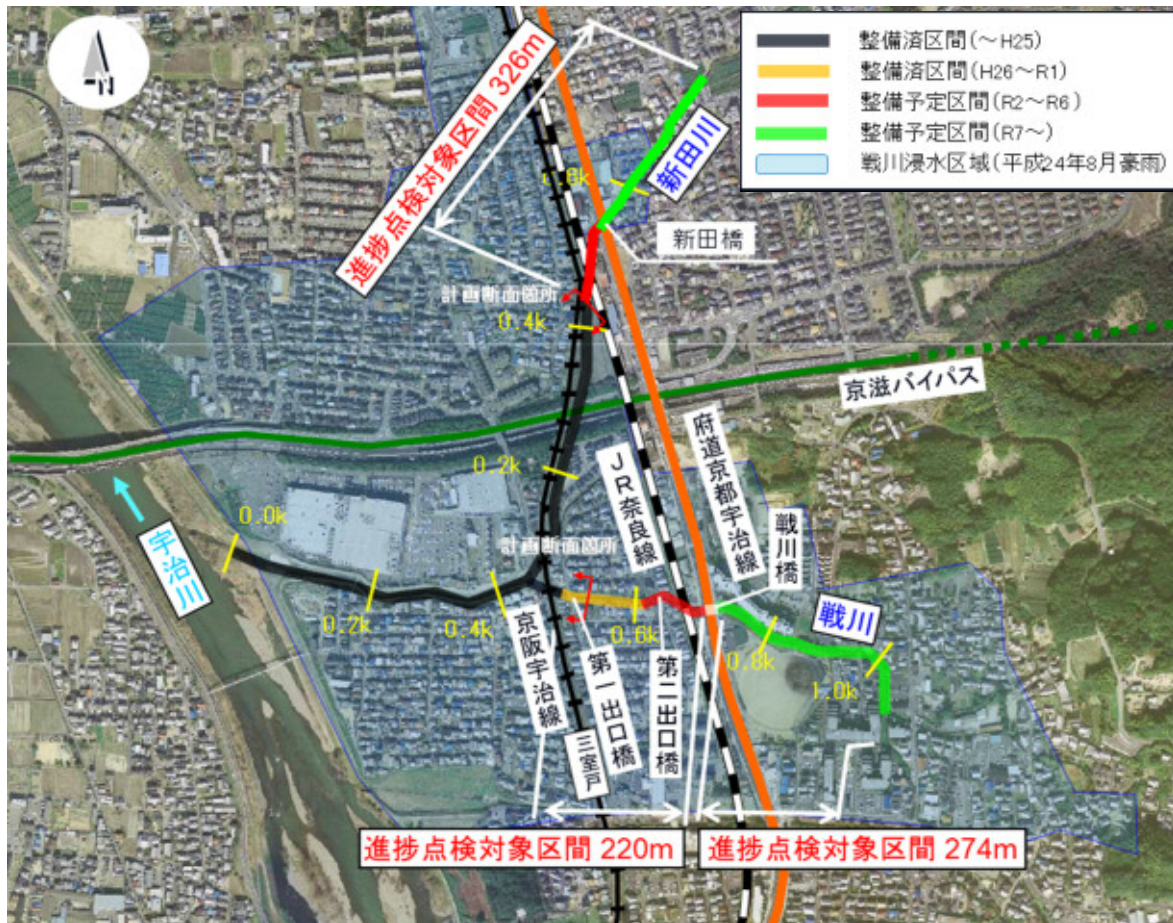 N
整備済区間(～H25)
整備済区間(H26～R1)
整備予定区間(R2～R6)
整備予定区間(R7～)
戦川浸水区域(平成24年8月豪雨)
進捗点検対象区間 326m
新田川
0.6k
新田橋
計画断面箇所
0.4k
京滋バイパス
府道京都宇治線
JR奈良線
0.2k
戦川橋
0.0k
宇治川
計画断面箇所
0.2k
0.4k
0.6k
戦川
0.8k
1.0k
京阪宇治線
第一出口橋
第二出口橋
三室戸
進捗点検対象区間 220m
進捗点検対象区間 274m